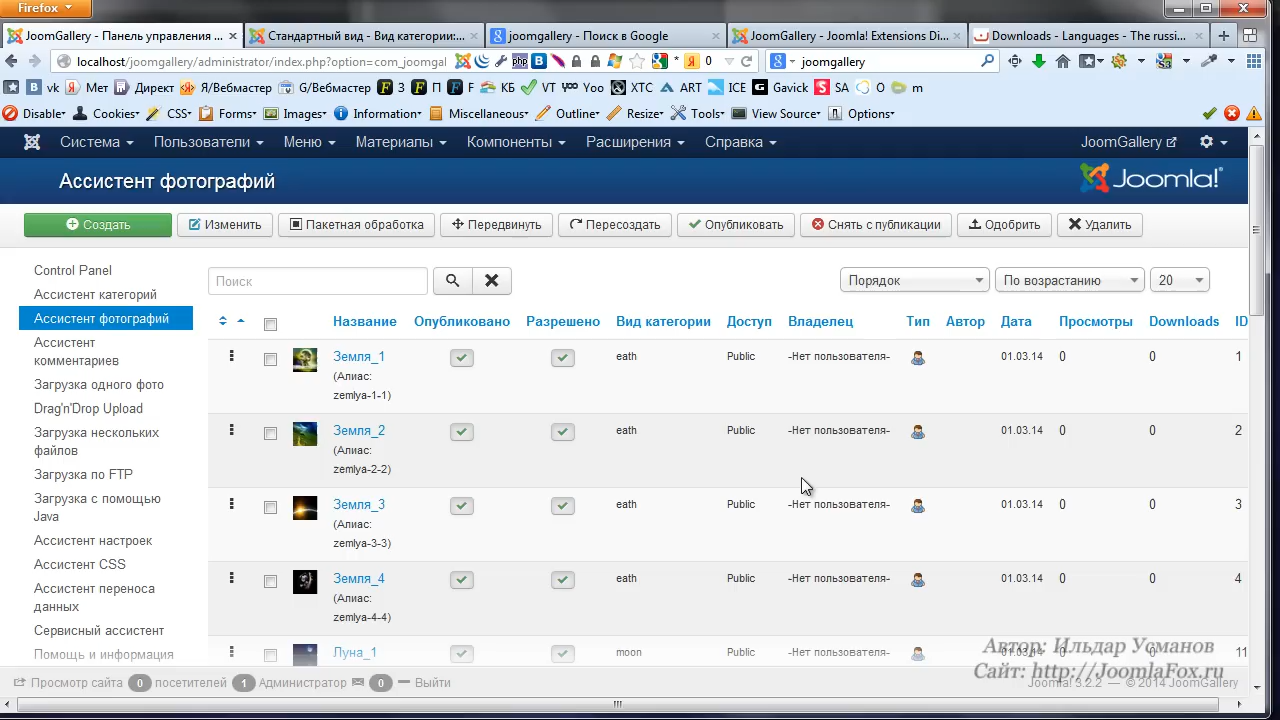 Firefox
JoomGallery - Панель управления ...
Стандартный вид - Вид категории:...
joomgallery - Поиск в Google
JoomGallery - Joomla! Extensions Di...
Downloads - Languages - The russi...
localhost/joomgallery/administrator/index.php?option=com_joomgal
0
joomgallery
vk
Мет
Директ
Я/Вебмастер
G/Вебмастер
З
П
F
КБ
VT
Yoo
XTC
ART
ICE
Gavick
SA
O
m
Disable
Cookies
CSS
Forms
Images
Information
Miscellaneous
Outline
Resize
Tools
View Source
Options
Система
Пользователи
Меню
Материалы
Компоненты
Расширения
Справка
JoomGallery
Ассистент фотографий
Joomla!
Создать
Изменить
Пакетная обработка
Передвинуть
Пересоздать
Опубликовать
Снять с публикации
Одобрить
Удалить
Control Panel
Ассистент категорий
Ассистент фотографий
Ассистент
комментариев
Загрузка одного фото
Drag'n'Drop Upload
Загрузка нескольких
файлов
Загрузка по FTP
Загрузка с помощью
Java
Ассистент настроек
Ассистент CSS
Ассистент переноса
данных
Сервисный ассистент
Помощь и информация
Поиск
Порядок
По возрастанию
20
Название Опубликовано Разрешено Вид категории Доступ Владелец Тип Автор Дата Просмотры Downloads ID
Земля_1 eath Public -Нет пользователя- 01.03.14 0 0 1
(Алиас:
zemlya-1-1)
Земля_2 eath Public -Нет пользователя- 01.03.14 0 0 2
(Алиас:
zemlya-2-2)
Земля_3 eath Public -Нет пользователя- 01.03.14 0 0 3
(Алиас:
zemlya-3-3)
Земля_4 eath Public -Нет пользователя- 01.03.14 0 0 4
(Алиас:
zemlya-4-4)
Луна_1 moon Public -Нет пользователя- 01.03.14 0 0 11
Автор: Ильдар Усманов
Сайт: http://JoomlaFox.ru
Просмотр сайта 0 посетителей 1 Администратор 0 Выйти
Joomla! 3.2.2 — © 2014 JoomGallery